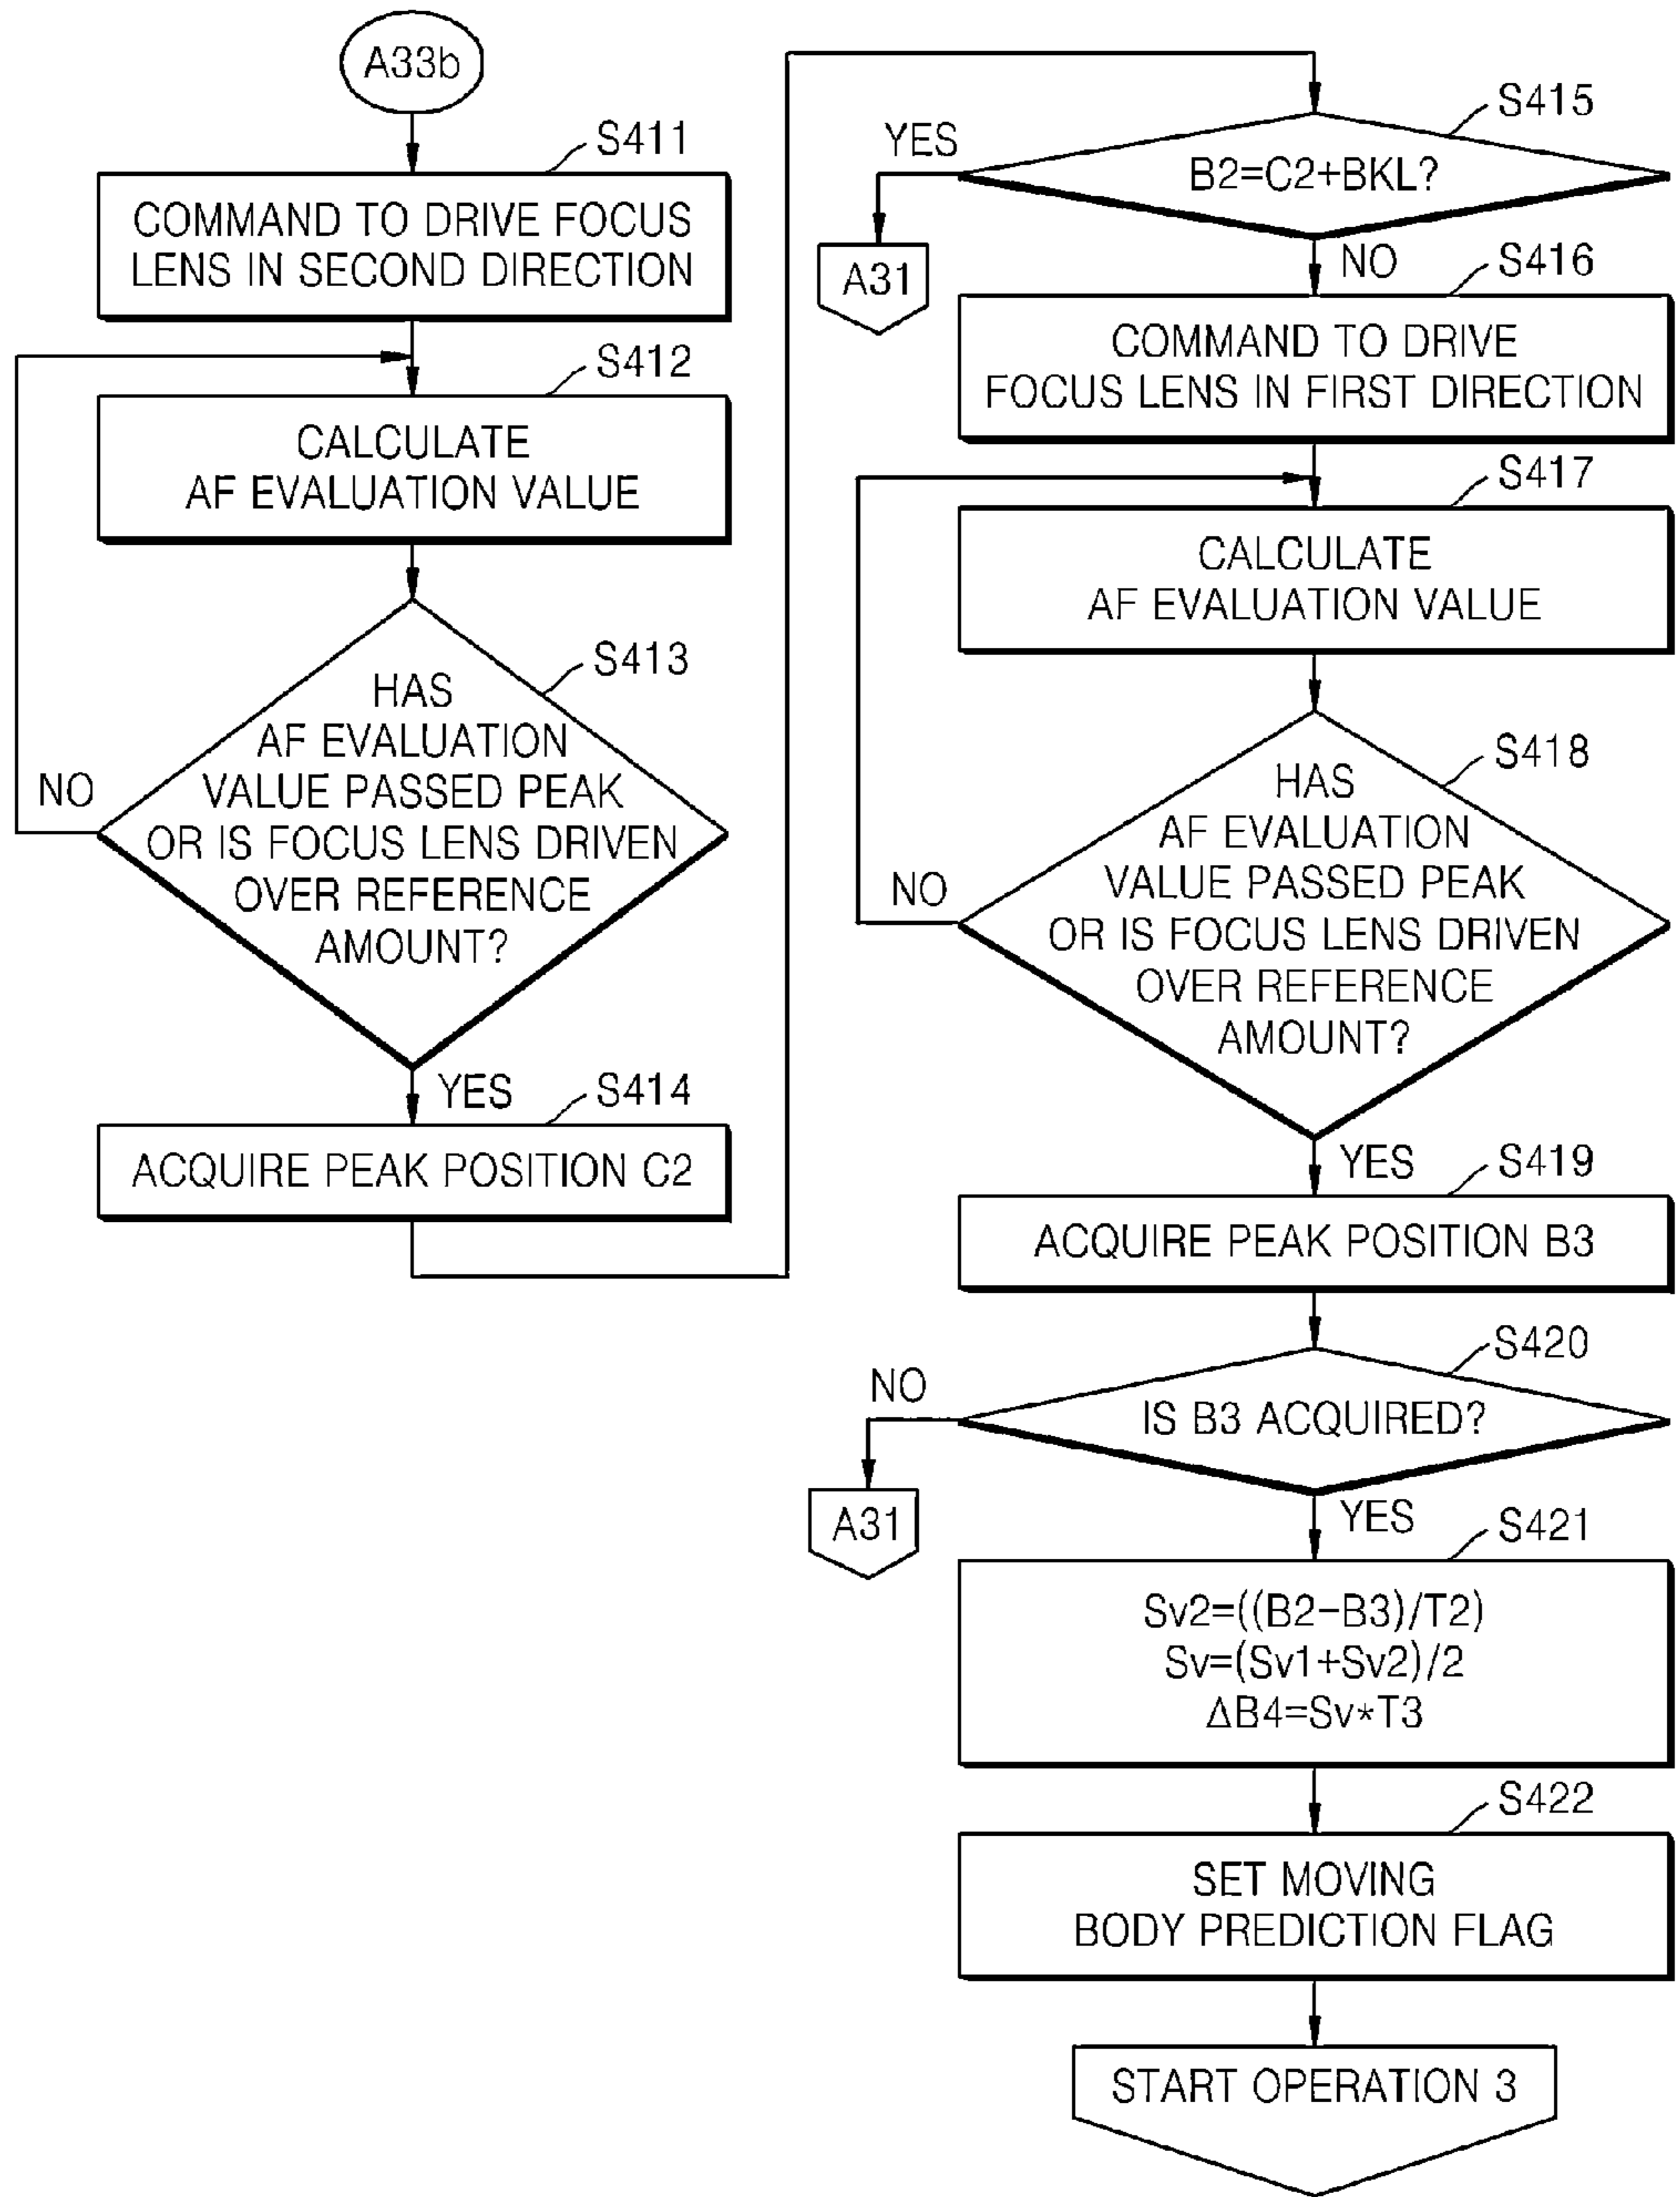 A33b
S411
COMMAND TO DRIVE FOCUS
LENS IN SECOND DIRECTION
S412
CALCULATE
AF EVALUATION VALUE
S413
HAS
AF EVALUATION
VALUE PASSED PEAK
OR IS FOCUS LENS DRIVEN
OVER REFERENCE
AMOUNT?
NO
YES
S414
ACQUIRE PEAK POSITION C2
S415
B2=C2+BKL?
YES
A31
NO
S416
COMMAND TO DRIVE
FOCUS LENS IN FIRST DIRECTION
S417
CALCULATE
AF EVALUATION VALUE
S418
HAS
AF EVALUATION
VALUE PASSED PEAK
OR IS FOCUS LENS DRIVEN
OVER REFERENCE
AMOUNT?
NO
YES
S419
ACQUIRE PEAK POSITION B3
S420
IS B3 ACQUIRED?
NO
A31
YES
S421
Sv2=((B2-B3)/T2)
Sv=(Sv1+Sv2)/2
ΔB4=Sv*T3
S422
SET MOVING
BODY PREDICTION FLAG
START OPERATION 3